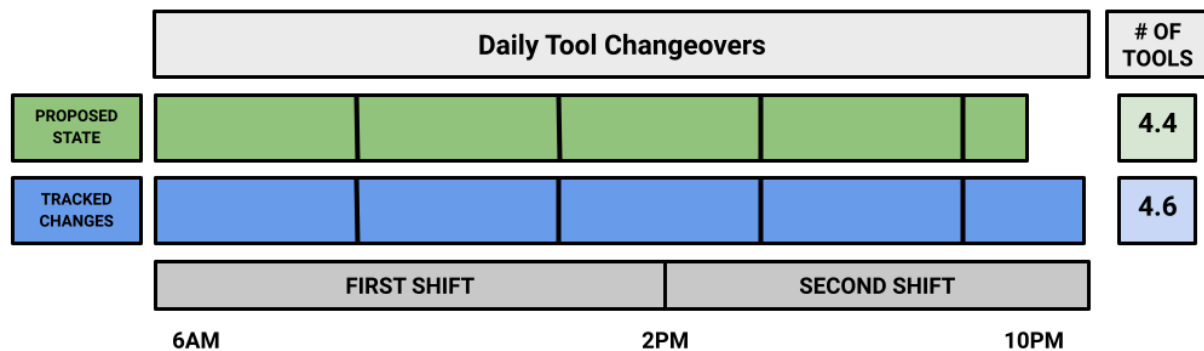 Daily Tool Changeovers
# OF
TOOLS
PROPOSED
STATE
4.4
TRACKED
CHANGES
4.6
FIRST SHIFT
SECOND SHIFT
6AM
2PM
10PM